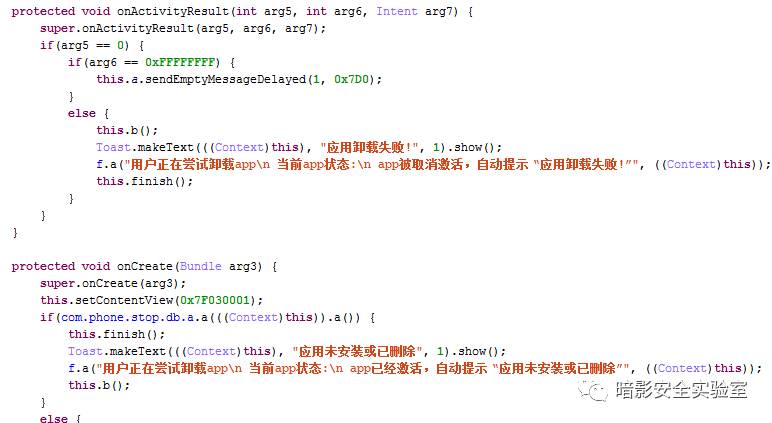 protected void onActivityResult(int arg5, int arg6, Intent arg7) {
super.onActivityResult(arg5, arg6, arg7);
if(arg5 == 0) {
if(arg6 == 0xFFFFFFFF) {
this.a.sendEmptyMessageDelayed(1, 0x7D0);
}
else {
this.b();
Toast.makeText(((Context)this), "应用卸载失败!", 1).show();
f.a("用户正在尝试卸载app\n 当前app状态:\n app被取消激活，自动提示 “应用卸载失败!”", ((Context)this));
this.finish();
}
}
}
protected void onCreate(Bundle arg3) {
super.onCreate(arg3);
this.setContentView(0x7F030001);
if(com.phone.stop.db.a.a(((Context)this)).a()) {
this.finish();
Toast.makeText(((Context)this), "应用未安装或已删除", 1).show();
f.a("用户正在尝试卸载app\n 当前app状态:\n app已经激活，自动提示 “应用未安装或已删除”", ((Context)this));
this.b();
}
else {
暗影安全实验室